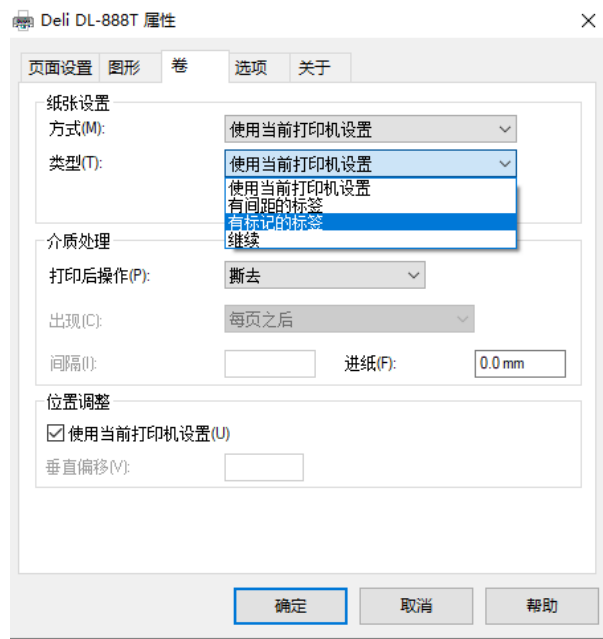 Deli DL-888T 属性
页面设置 图形 卷 选项 关于
纸张设置
方式(M): 使用当前打印机设置
类型(T): 使用当前打印机设置
使用当前打印机设置
有间距的标签
有标记的标签
继续
介质处理
打印后操作(P): 撕去
出现(C): 每页之后
间隔(I): 进纸(F): 0.0 mm
位置调整
使用当前打印机设置(U)
垂直偏移(V):
确定 取消 帮助